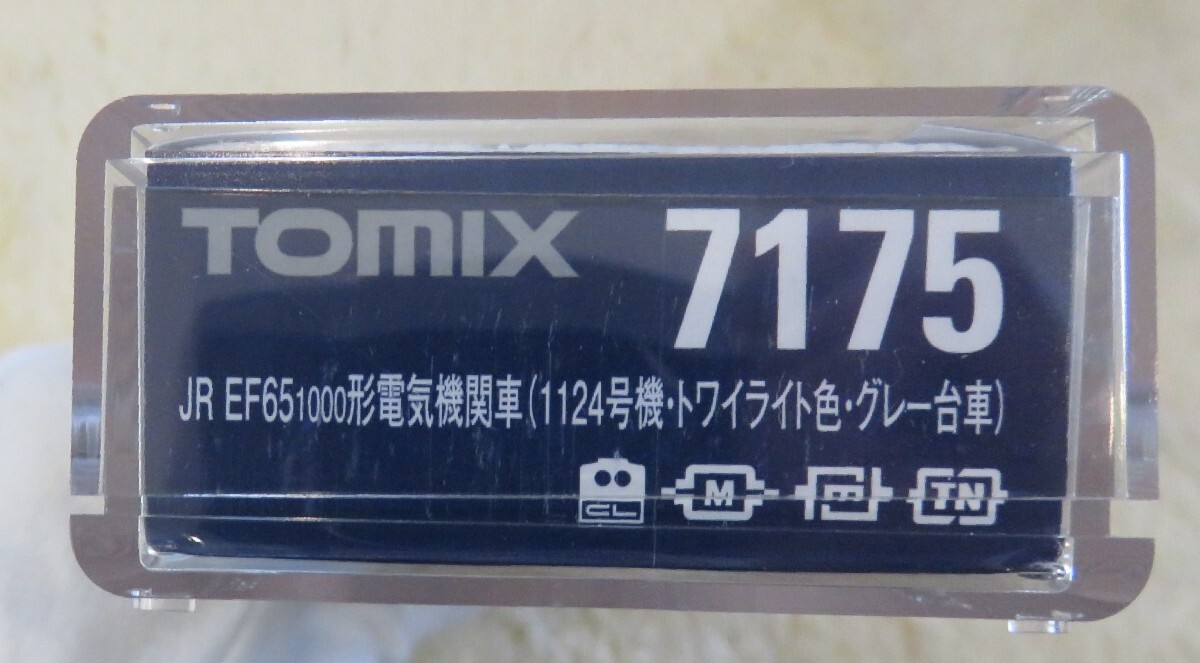 TOMIX 7175
JR EF651000形電気機関車(1124号機・トワイライト色・グレー台車)
CL M TN